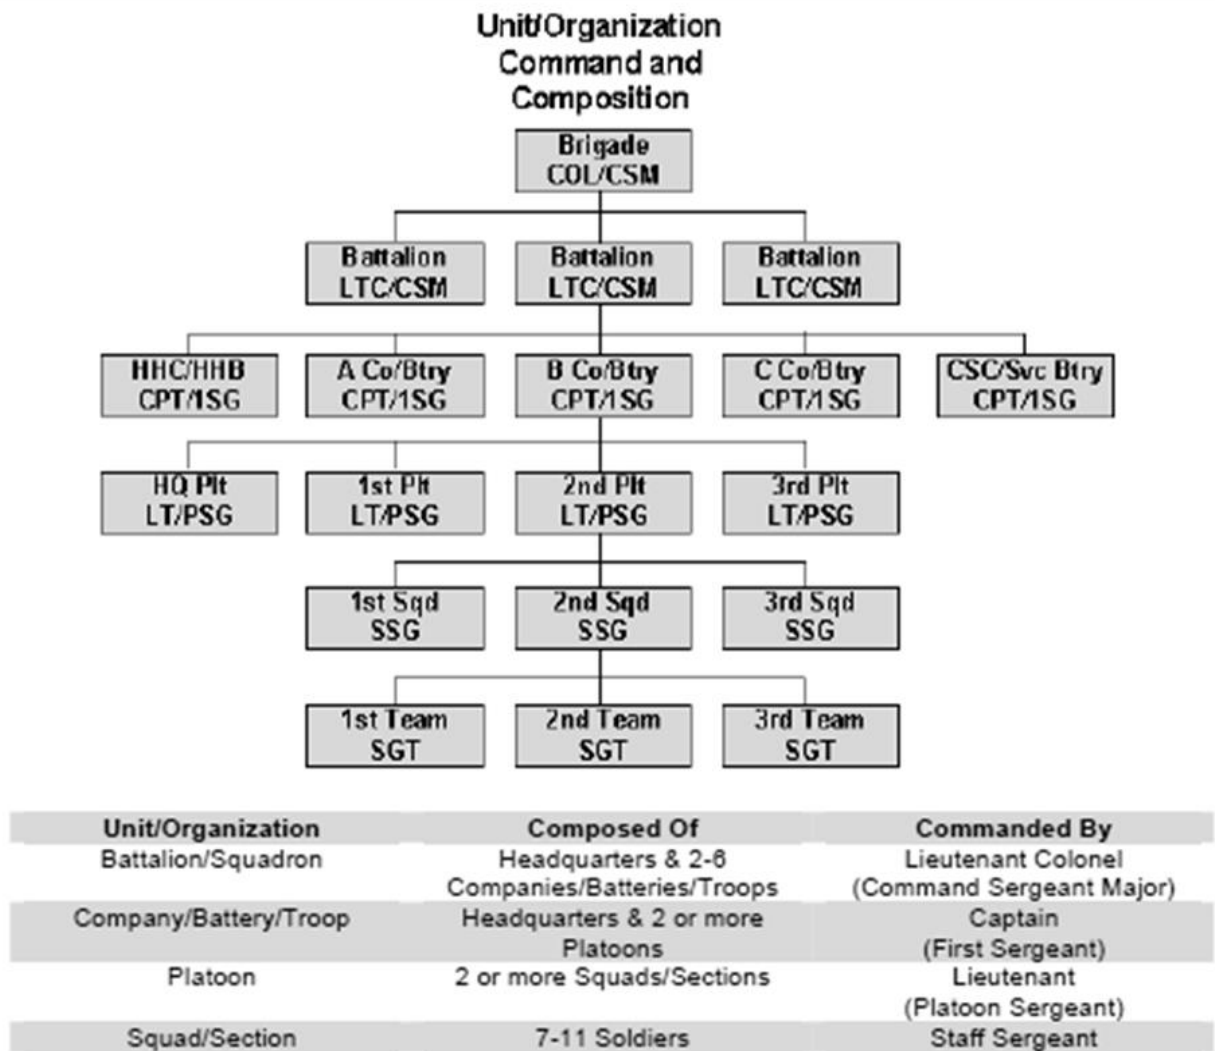 Unit/Organization
Command and
Composition
Brigade
COL/CSM
Battalion
LTC/CSM
Battalion
LTC/CSM
Battalion
LTC/CSM
HHC/HHB
CPT/1SG
A Co/Btry
CPT/1SG
B Co/Btry
CPT/1SG
C Co/Btry
CPT/1SG
CSC/Svc Btry
CPT/1SG
HQ Plt
LT/PSG
1st Plt
LT/PSG
2nd Plt
LT/PSG
3rd Plt
LT/PSG
1st Sqd
SSG
2nd Sqd
SSG
3rd Sqd
SSG
1st Team
SGT
2nd Team
SGT
3rd Team
SGT
Unit/Organization Composed Of Commanded By
Battalion/Squadron Headquarters & 2-6 Lieutenant Colonel
Companies/Batteries/Troops (Command Sergeant Major)
Company/Battery/Troop Headquarters & 2 or more Captain
Platoons (First Sergeant)
Platoon 2 or more Squads/Sections Lieutenant
(Platoon Sergeant)
Squad/Section 7-11 Soldiers Staff Sergeant